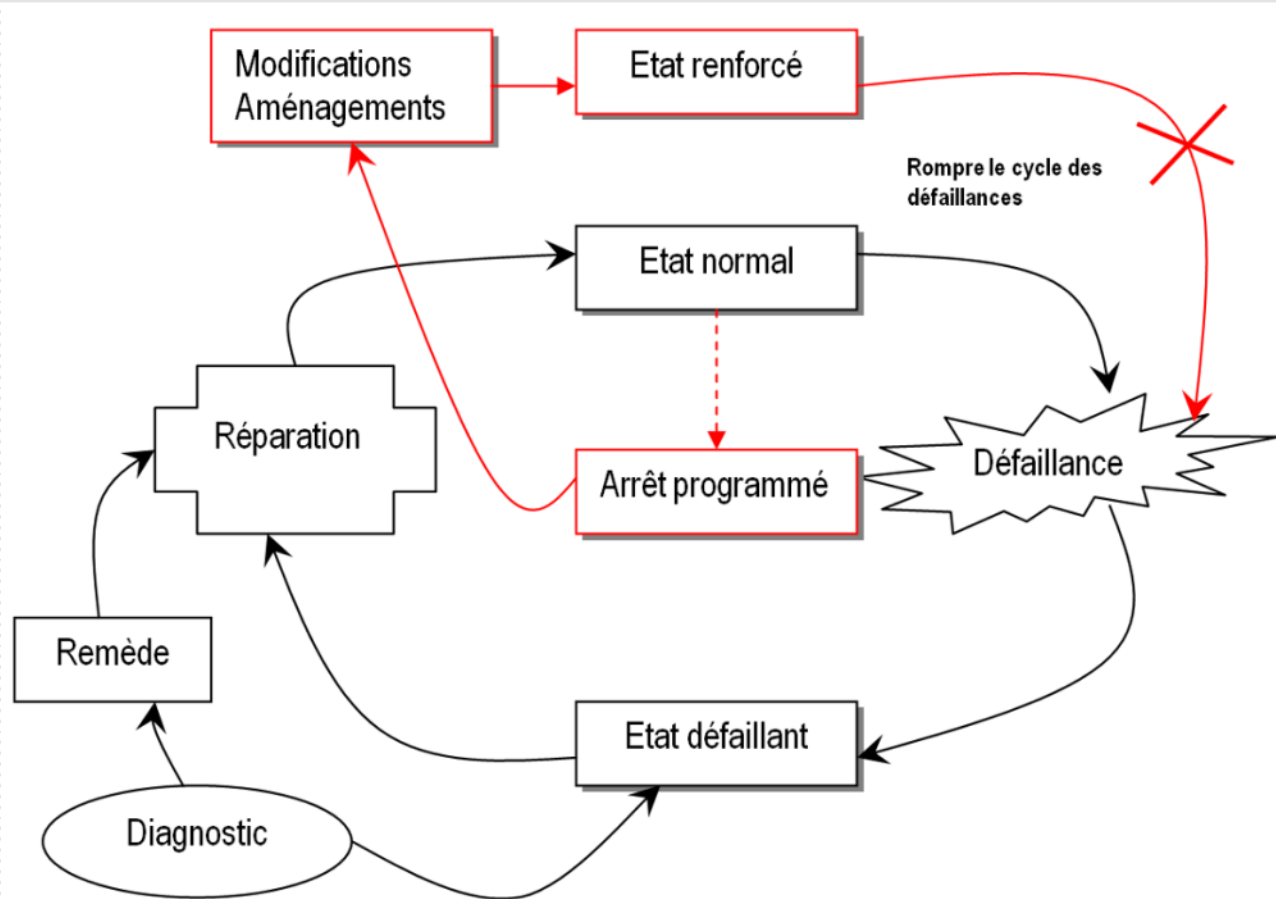 Modifications
Aménagements
Etat renforcé
Rompre le cycle des
défaillances
Etat normal
Réparation
Arrêt programmé
Défaillance
Remède
Etat défaillant
Diagnostic